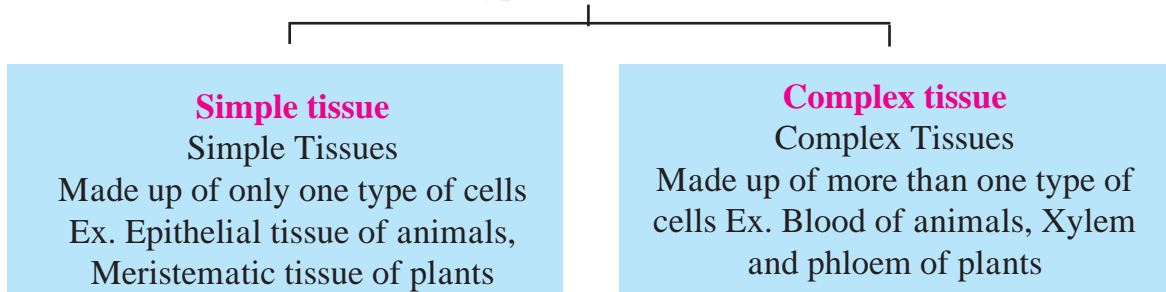 Simple tissue
Simple Tissues
Made up of only one type of cells
Ex. Epithelial tissue of animals,
Meristematic tissue of plants
Complex tissue
Complex Tissues
Made up of more than one type of
cells Ex. Blood of animals, Xylem
and phloem of plants